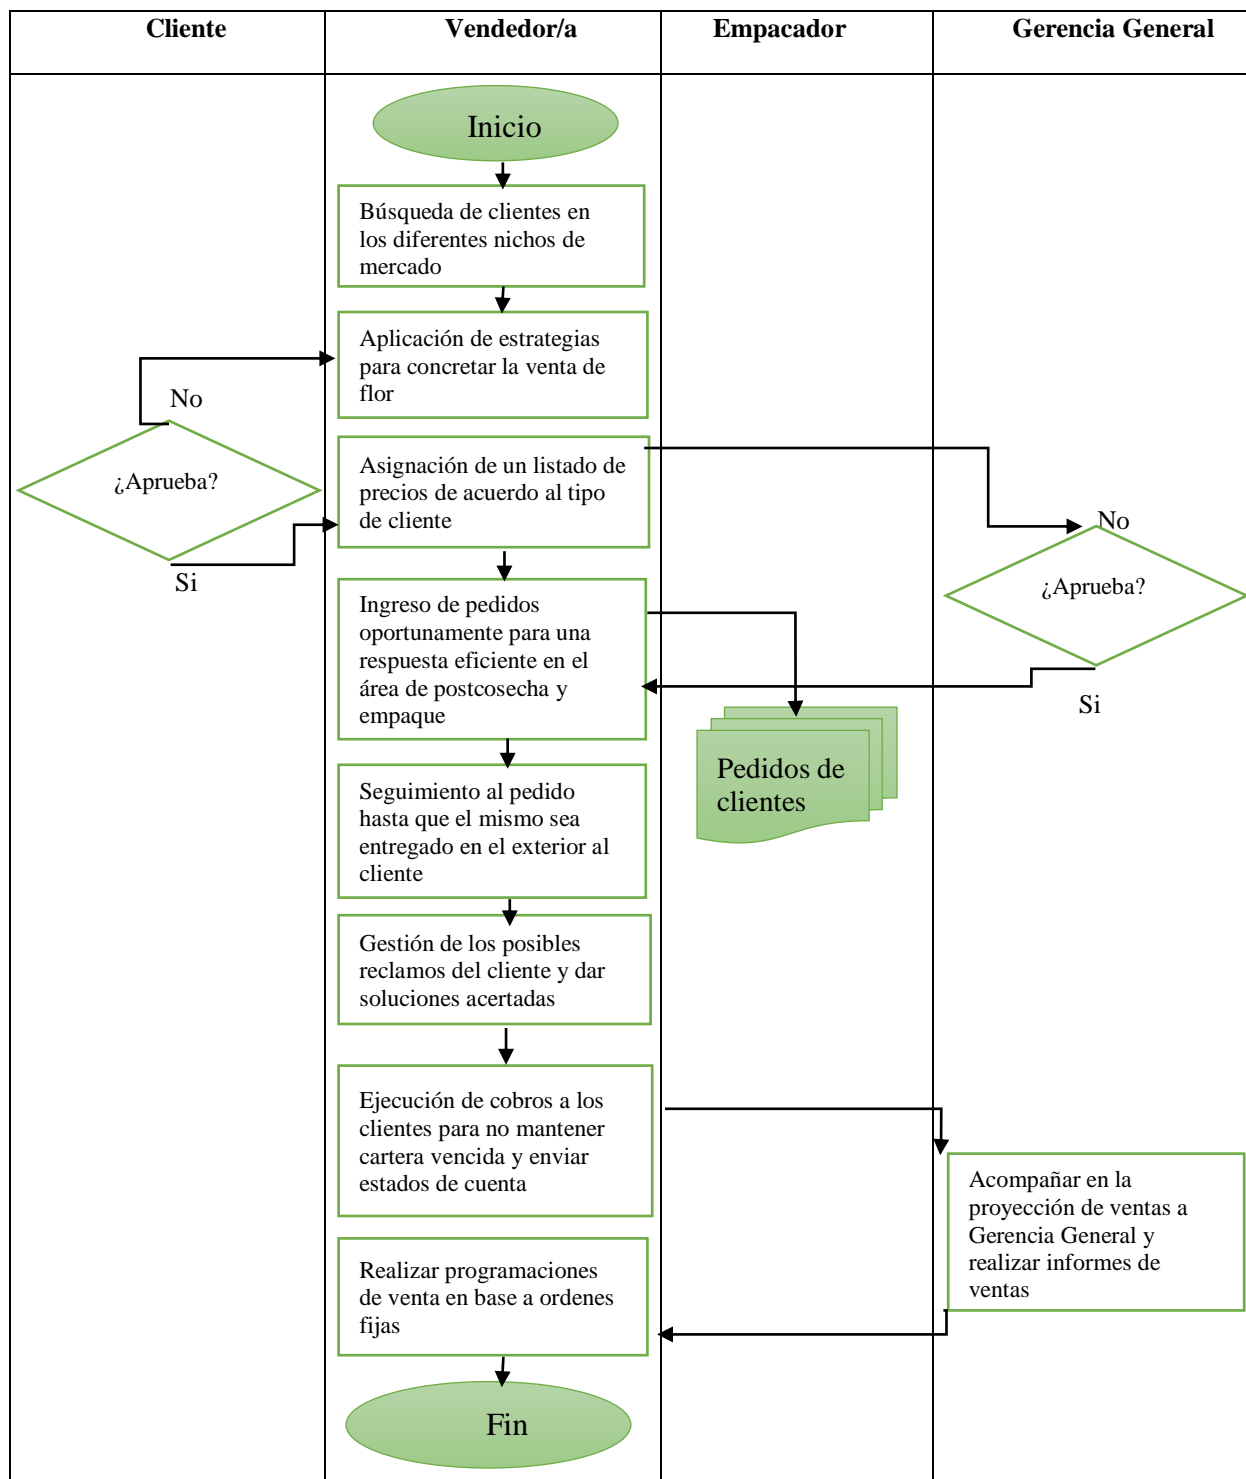 Cliente
Vendedor/a
Empacador
Gerencia General
Inicio
Búsqueda de clientes en
los diferentes nichos de
mercado
Aplicación de estrategias
para concretar la venta de
flor
No
¿Aprueba?
Si
Asignación de un listado de
precios de acuerdo al tipo
de cliente
No
¿Aprueba?
Si
Ingreso de pedidos
oportunamente para una
respuesta eficiente en el
área de postcosecha y
empaque
Pedidos de
clientes
Seguimiento al pedido
hasta que el mismo sea
entregado en el exterior al
cliente
Gestión de los posibles
reclamos del cliente y dar
soluciones acertadas
Ejecución de cobros a los
clientes para no mantener
cartera vencida y enviar
estados de cuenta
Acompañar en la
proyección de ventas a
Gerencia General y
realizar informes de
ventas
Realizar programaciones
de venta en base a ordenes
fijas
Fin